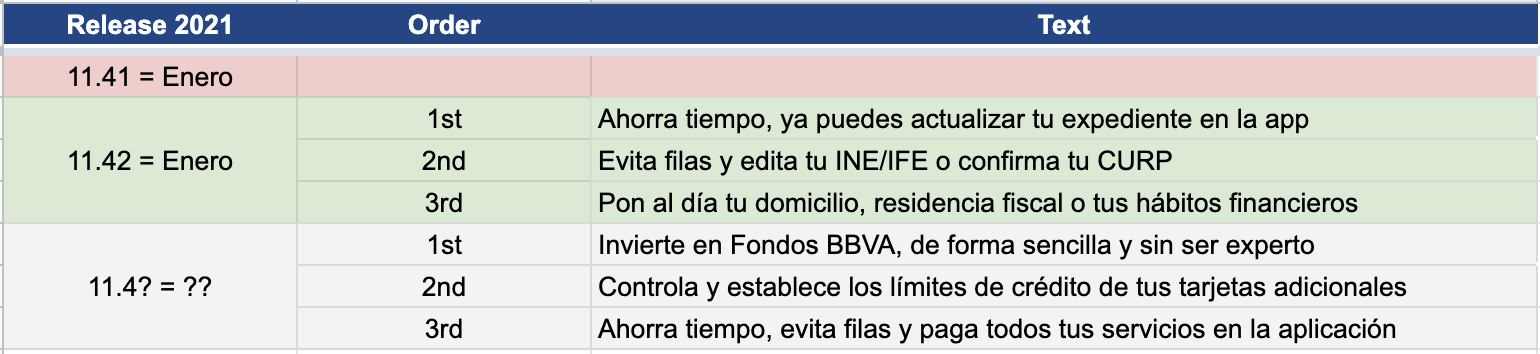 Release 2021 Order Text
11.41 = Enero
11.42 = Enero
1st Ahorra tiempo, ya puedes actualizar tu expediente en la app
2nd Evita filas y edita tu INE/IFE o confirma tu CURP
3rd Pon al día tu domicilio, residencia fiscal o tus hábitos financieros
11.4? = ??
1st Invierte en Fondos BBVA, de forma sencilla y sin ser experto
2nd Controla y establece los límites de crédito de tus tarjetas adicionales
3rd Ahorra tiempo, evita filas y paga todos tus servicios en la aplicación